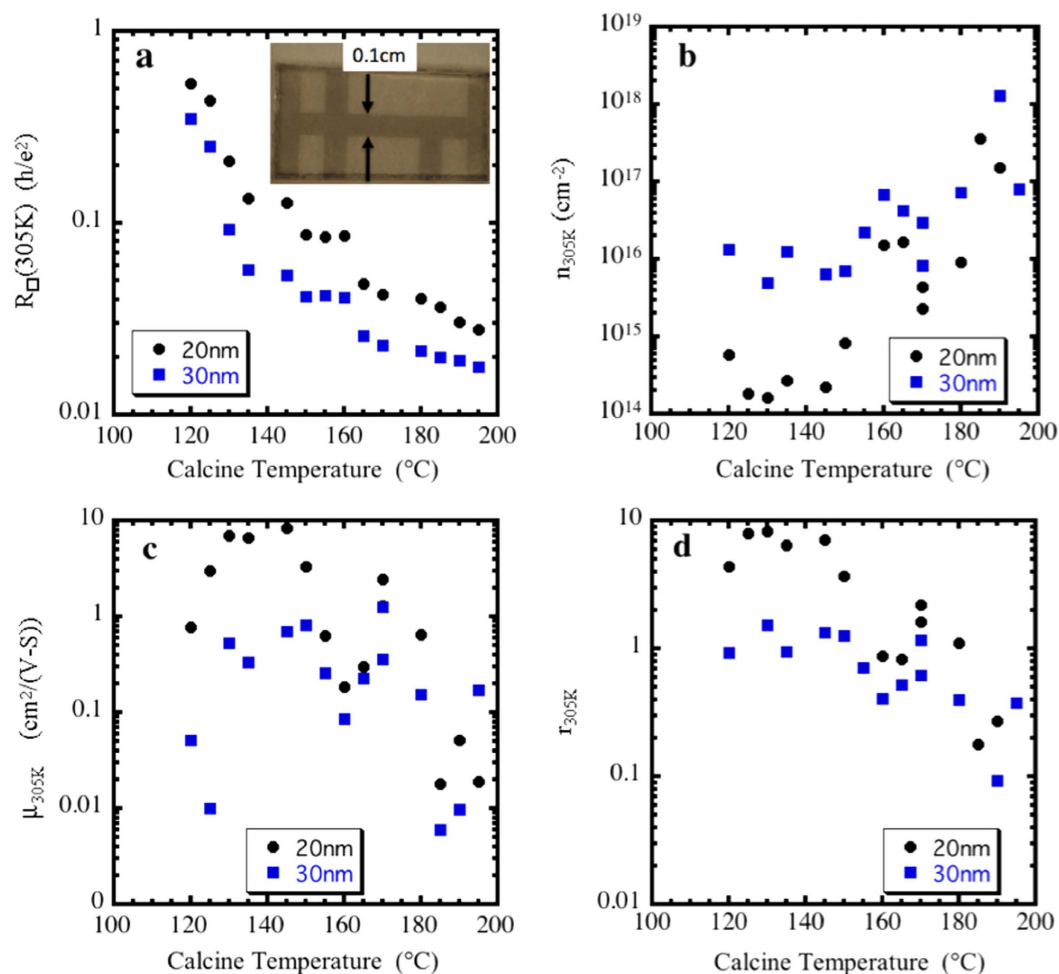 a
0.1cm
R□(305K) (h/e²)
1
0.1
0.01
20nm
30nm
100 120 140 160 180 200
Calcine Temperature (°C)
b
n305K (cm⁻²)
10¹⁹
10¹⁸
10¹⁷
10¹⁶
10¹⁵
10¹⁴
20nm
30nm
100 120 140 160 180 200
Calcine Temperature (°C)
c
μ305K (cm²/(V-S))
10
1
0.1
0.01
0
20nm
30nm
100 120 140 160 180 200
Calcine Temperature (°C)
d
r305K
10
1
0.1
0.01
20nm
30nm
100 120 140 160 180 200
Calcine Temperature (°C)